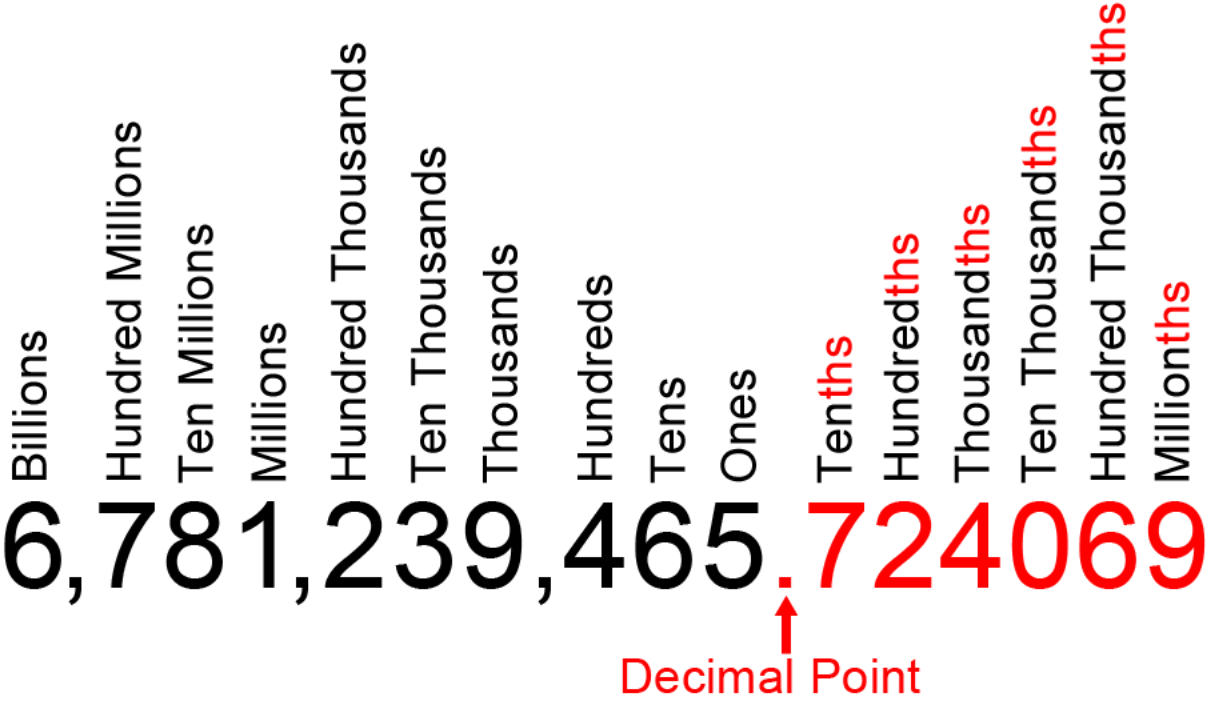 Billions
Hundred Millions
Ten Millions
Millions
Hundred Thousands
Ten Thousands
Thousands
Hundreds
Tens
Ones
Tenths
Hundredths
Thousandths
Ten Thousandths
Hundred Thousandths
Millionths
6,781,239,465.724069
Decimal Point